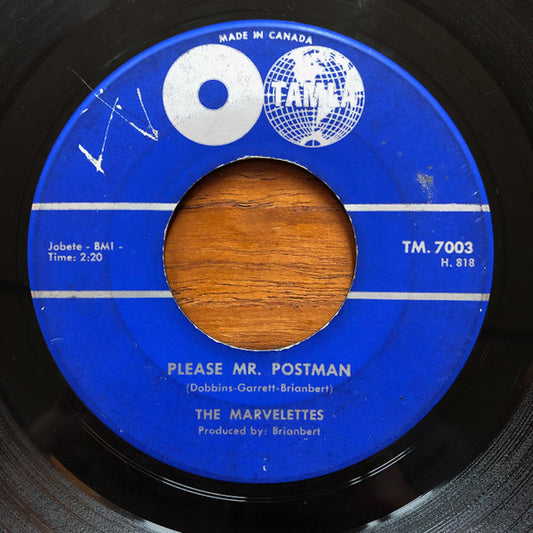 MADE IN CANADA
TAMLA
Jobete - BMI -
Time: 2:20
TM. 7003
H. 818
PLEASE MR. POSTMAN
(Dobbins-Garrett-Brianbert)
THE MARVELETTES
Produced by: Brianbert